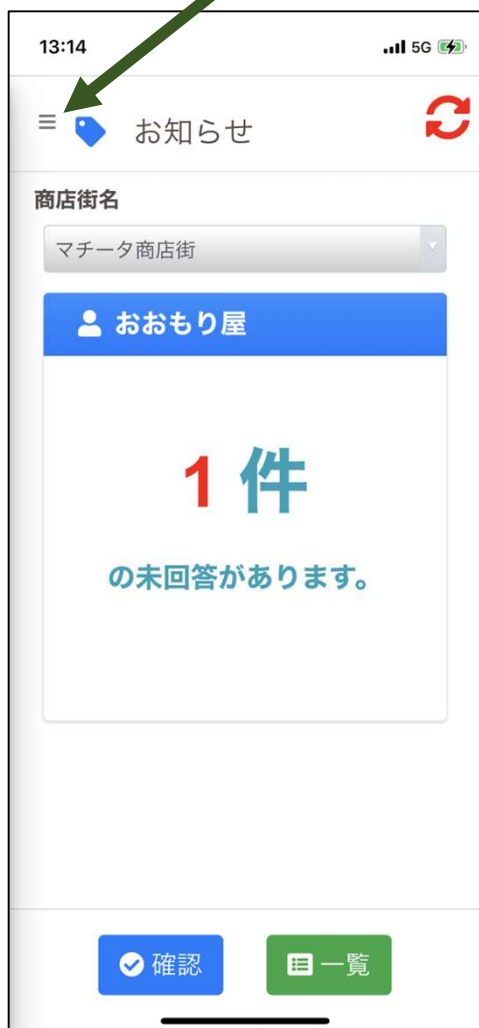 13:14
5G
お知らせ
商店街名
マチータ商店街
おおもり屋
1 件
の未回答があります。
確認
一覧